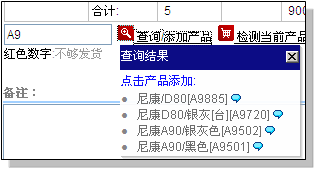 合计: 5 900
A9 查询添加产品 检测当前产品
红色数字:不够发货
查询结果
备注：
点击产品添加:
尼康/D80[A9885]
尼康D80/银灰[台][A9720]
尼康A90/银灰色[A9502]
尼康A90/黑色[A9501]